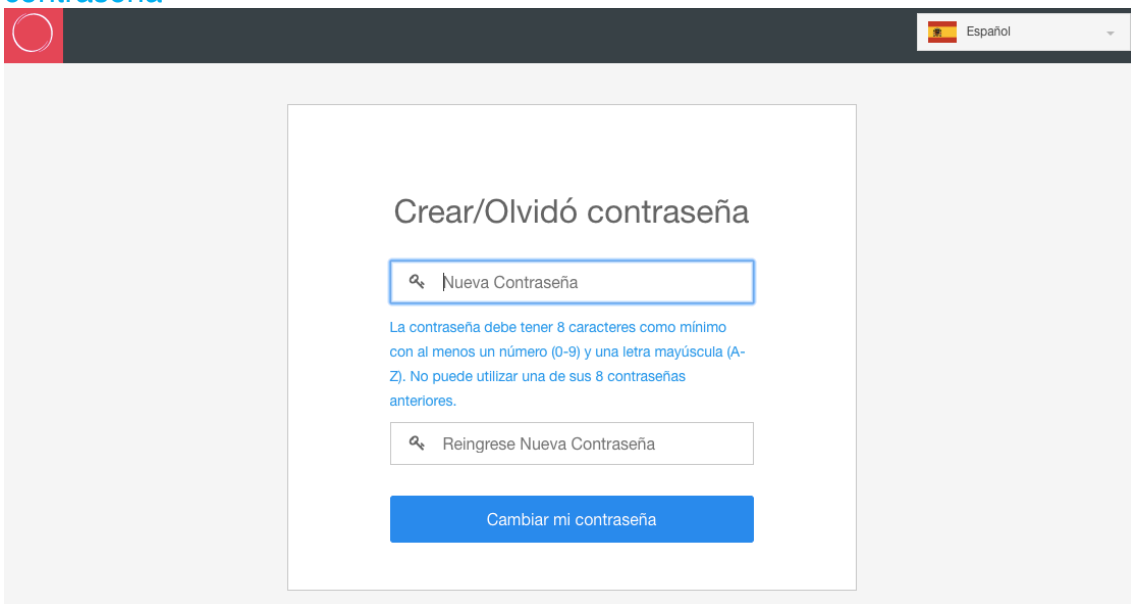 contraseña
Español
Crear/Olvidó contraseña
Nueva Contraseña
La contraseña debe tener 8 caracteres como mínimo
con al menos un número (0-9) y una letra mayúscula (A-
Z). No puede utilizar una de sus 8 contraseñas
anteriores.
Reingrese Nueva Contraseña
Cambiar mi contraseña